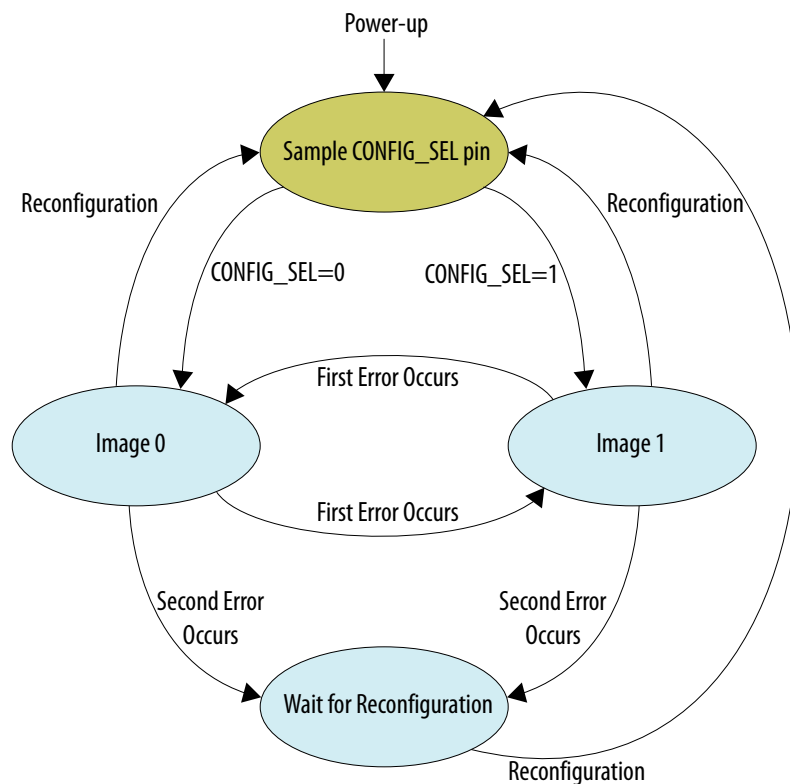 Power-up
Sample CONFIG_SEL pin
Reconfiguration
Reconfiguration
CONFIG_SEL=0
CONFIG_SEL=1
First Error Occurs
Image 0
Image 1
First Error Occurs
Second Error
Occurs
Second Error
Occurs
Wait for Reconfiguration
Reconfiguration